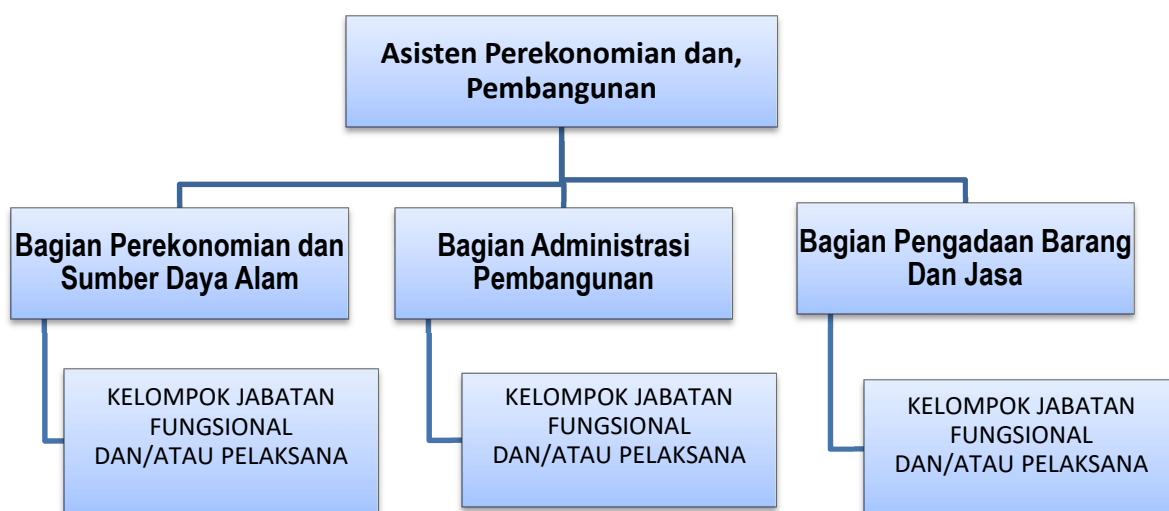 Asisten Perekonomian dan,
Pembangunan
Bagian Perekonomian dan
Sumber Daya Alam
Bagian Administrasi
Pembangunan
Bagian Pengadaan Barang
Dan Jasa
KELOMPOK JABATAN
FUNGSIONAL
DAN/ATAU PELAKSANA
KELOMPOK JABATAN
FUNGSIONAL
DAN/ATAU PELAKSANA
KELOMPOK JABATAN
FUNGSIONAL
DAN/ATAU PELAKSANA